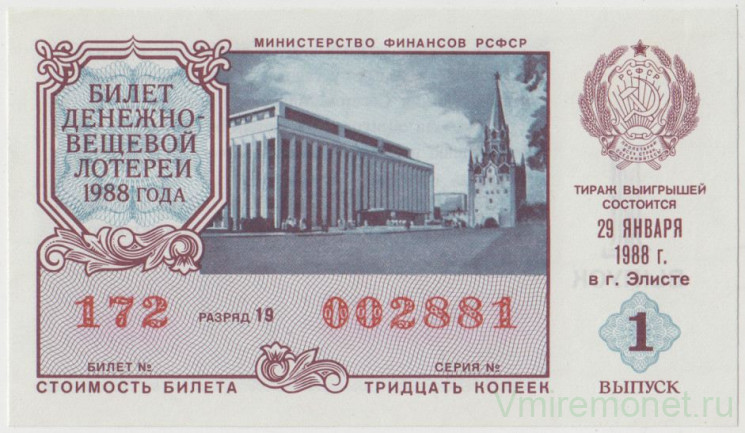 МИНИСТЕРСТВО ФИНАНСОВ РСФСР
БИЛЕТ
ДЕНЕЖНО-
ВЕЩЕВОЙ
ЛОТЕРЕИ
1988 ГОДА
РСФСР
ТИРАЖ ВЫИГРЫШЕЙ
СОСТОИТСЯ
29 ЯНВАРЯ
1988 г.
в г. Элисте
172 РАЗРЯД 19 002881
БИЛЕТ № СЕРИЯ №
СТОИМОСТЬ БИЛЕТА ТРИДЦАТЬ КОПЕЕК
1
ВЫПУСК
Vmiremonet.ru